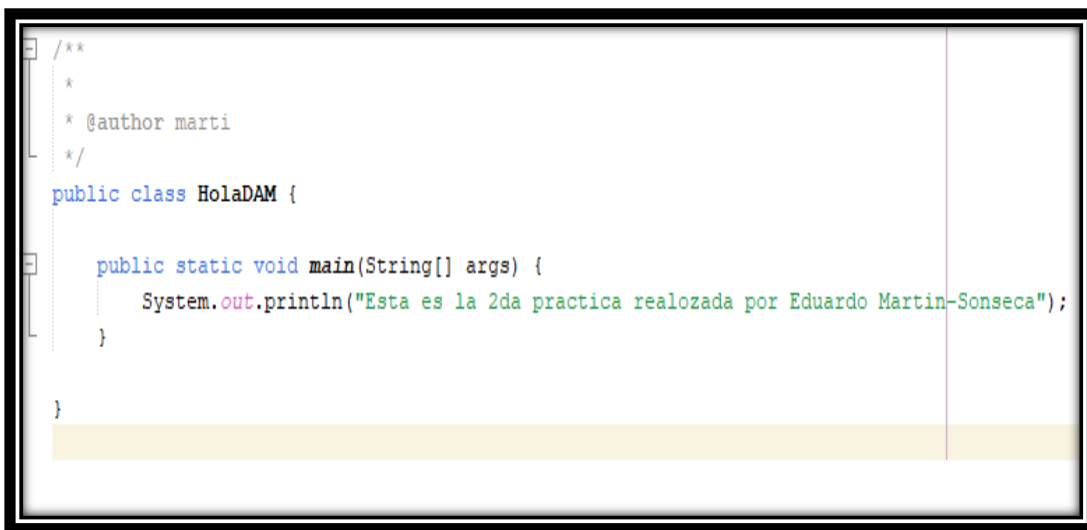 /**
 *
 * @author marti
 */
public class HolaDAM {
    public static void main(String[] args) {
        System.out.println("Esta es la 2da practica realozada por Eduardo Martin-Sonseca");
    }
}